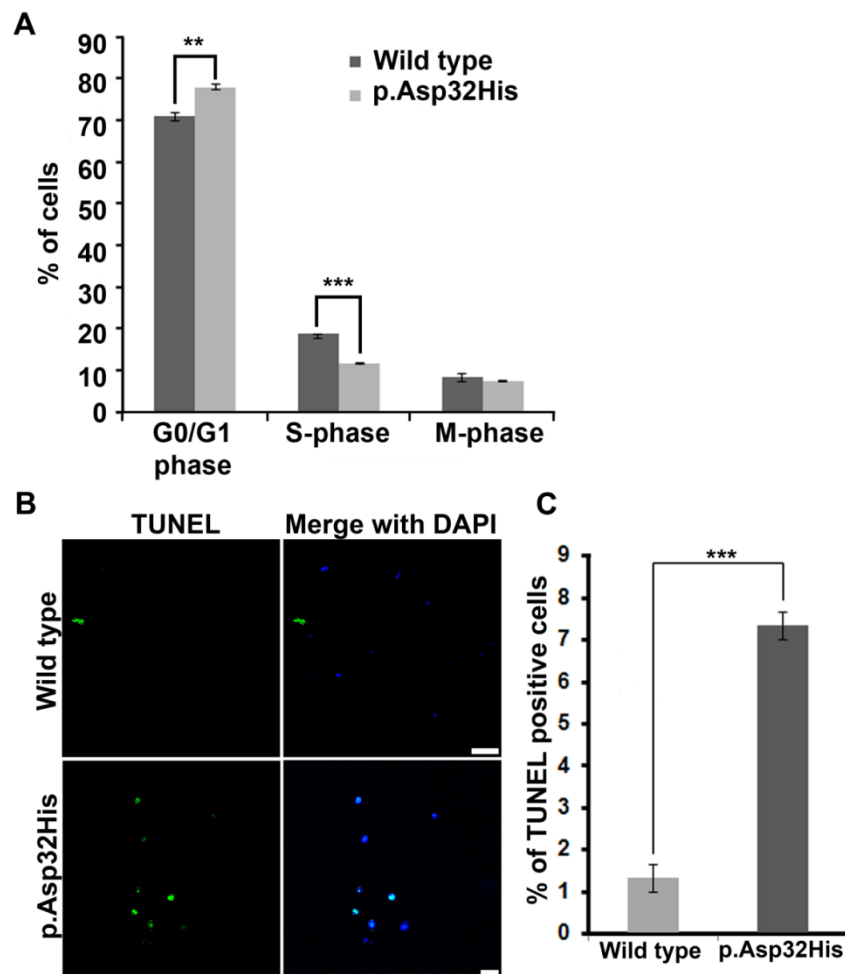 A
90
80
70
60
50
40
30
20
10
0
% of cells
**
***
Wild type
p.Asp32His
G0/G1
phase
S-phase
M-phase
B
TUNEL
Merge with DAPI
Wild type
p.Asp32His
C
9
8
7
6
5
4
3
2
1
0
% of TUNEL positive cells
***
Wild type
p.Asp32His